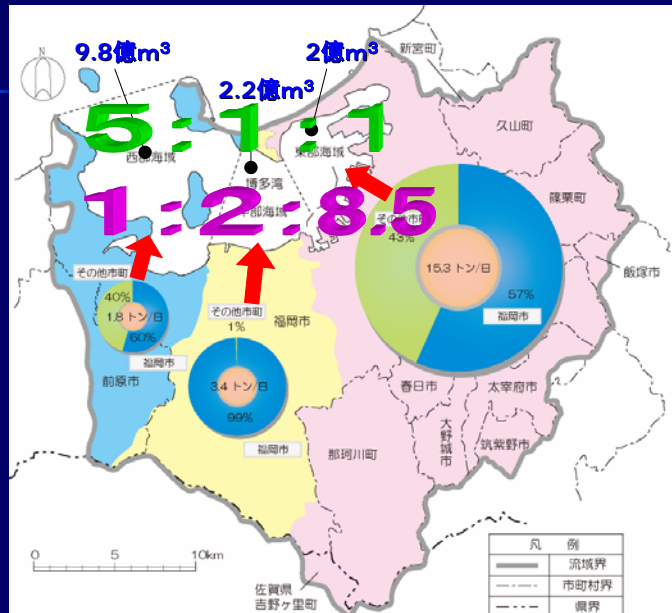 9.8億m³
2.2億m³
2億m³
N
新宮町
5:1:1
久山町
西部海域
東部海域
博多湾
中部海域
1:2:8.5
篠栗町
その他市町
43%
15.3 トン/日
57%
福岡市
飯塚市
その他市町
40%
1.8 トン/日
60%
福岡市
その他市町
1%
福岡市
3.4 トン/日
99%
福岡市
前原市
春日市
太宰府市
大野城市
筑紫野市
那珂川町
0 5 10km
佐賀県
吉野ヶ里町
凡 例
流域界
市町村界
県界